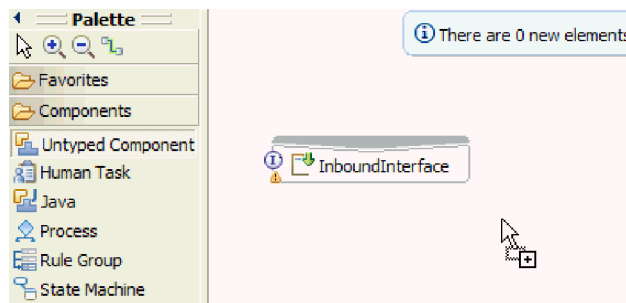 Palette
Favorites
Components
Untyped Component
Human Task
Java
Process
Rule Group
State Machine
There are 0 new elements
InboundInterface